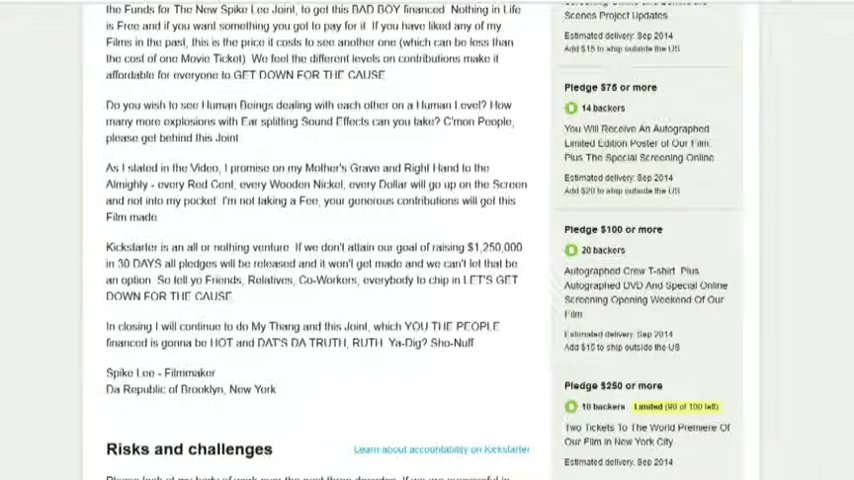 the Funds for The New Spike Lee Joint, to get this BAD BOY financed. Nothing in Life
is Free and if you want something you got to pay for it. If you have liked any of my
Films in the past, this is the price it costs to see another one (which can be less than
the cost of one Movie Ticket). We feel the different levels on contributions make it
affordable for everyone to GET DOWN FOR THE CAUSE.
Do you wish to see Human Beings dealing with each other on a Human Level? How
many more explosions with Ear splitting Sound Effects can you take? C'mon People,
please get behind this Joint.
As I stated in the Video, I promise on my Mother's Grave and Right Hand to the
Almighty - every Red Cent, every Wooden Nickel, every Dollar will go up on the Screen
and not into my pocket. I'm not taking a Fee, your generous contributions will get this
Film made.
Kickstarter is an all or nothing venture. If we don't attain our goal of raising $1,250,000
in 30 DAYS all pledges will be released and it won't get made and we can't let that be
an option. So tell yo Friends, Relatives, Co-Workers, everybody to chip in LET'S GET
DOWN FOR THE CAUSE.
In closing I will continue to do My Thang and this Joint, which YOU THE PEOPLE
financed is gonna be HOT and DAT'S DA TRUTH, RUTH. Ya-Dig? Sho-Nuff.
Spike Lee - Filmmaker
Da Republic of Brooklyn, New York
Risks and challenges
Learn about accountability on Kickstarter
Please look at my body of work over the past three decades. If we are successful in
Scenes Project Updates
Estimated delivery: Sep 2014
Add $15 to ship outside the US
Pledge $75 or more
14 backers
You Will Receive An Autographed
Limited Edition Poster of Our Film.
Plus The Special Screening Online
Estimated delivery: Sep 2014
Add $20 to ship outside the US
Pledge $100 or more
20 backers
Autographed Crew T-shirt. Plus
Autographed DVD And Special Online
Screening Opening Weekend Of Our
Film
Estimated delivery: Sep 2014
Add $15 to ship outside the US
Pledge $250 or more
10 backers Limited (90 of 100 left)
Two Tickets To The World Premiere Of
Our Film in New York City
Estimated delivery: Sep 2014